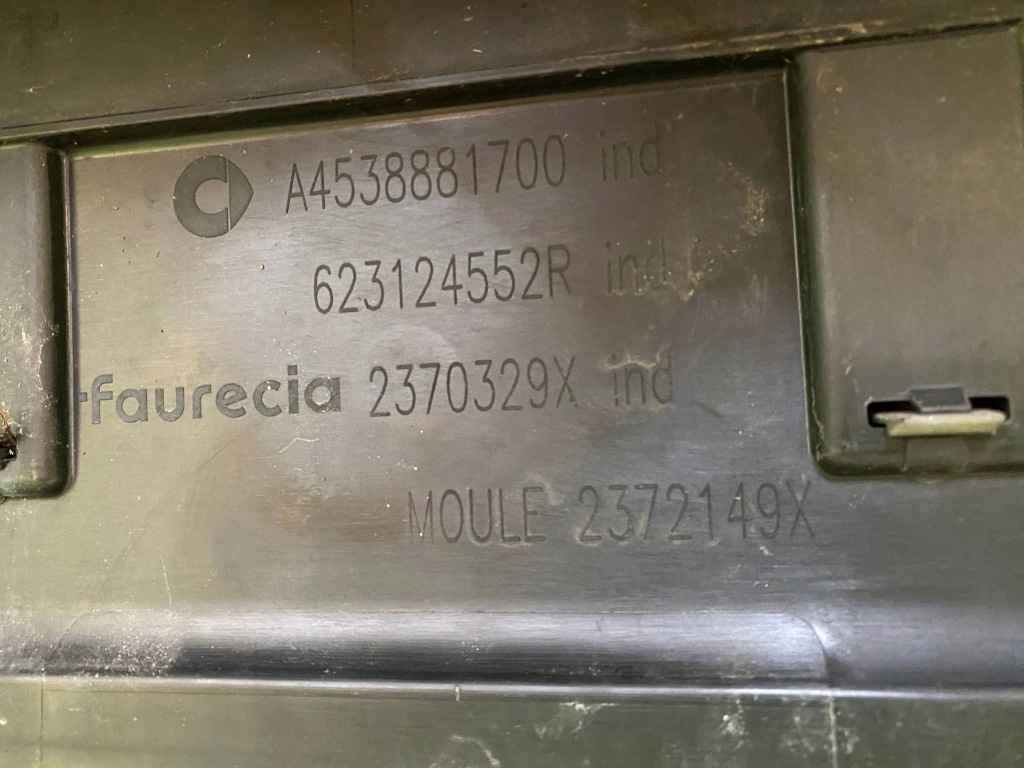 A4538881700 ind
623124552R ind
faurecia 2370329X ind
MOULE 2372149X